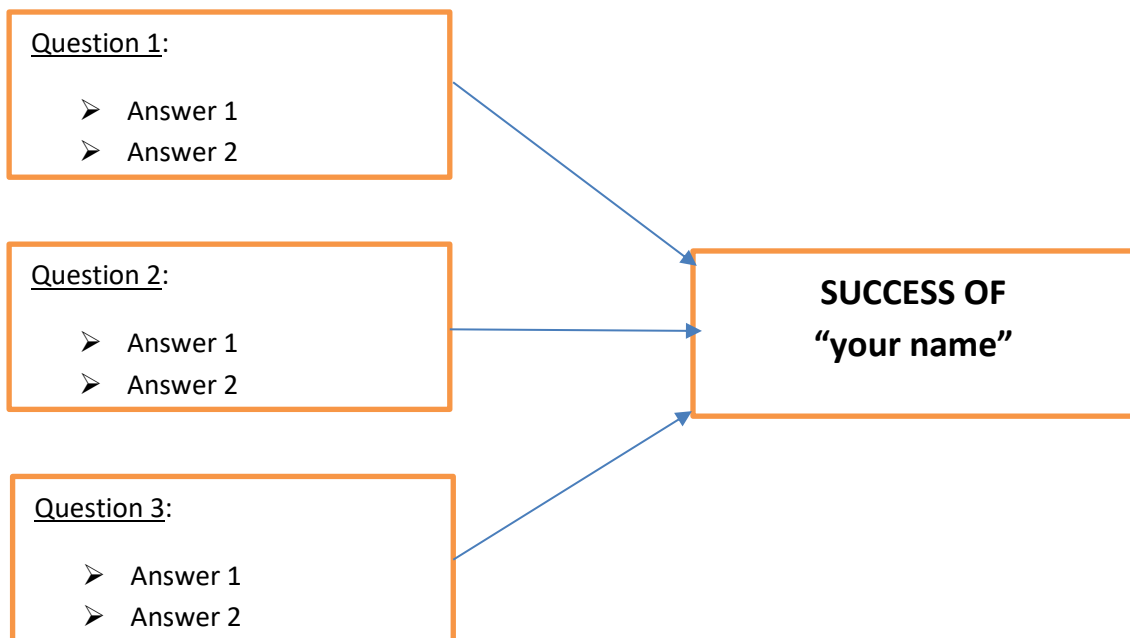 Question 1:
➢ Answer 1
➢ Answer 2
Question 2:
➢ Answer 1
➢ Answer 2
SUCCESS OF
“your name”
Question 3:
➢ Answer 1
➢ Answer 2